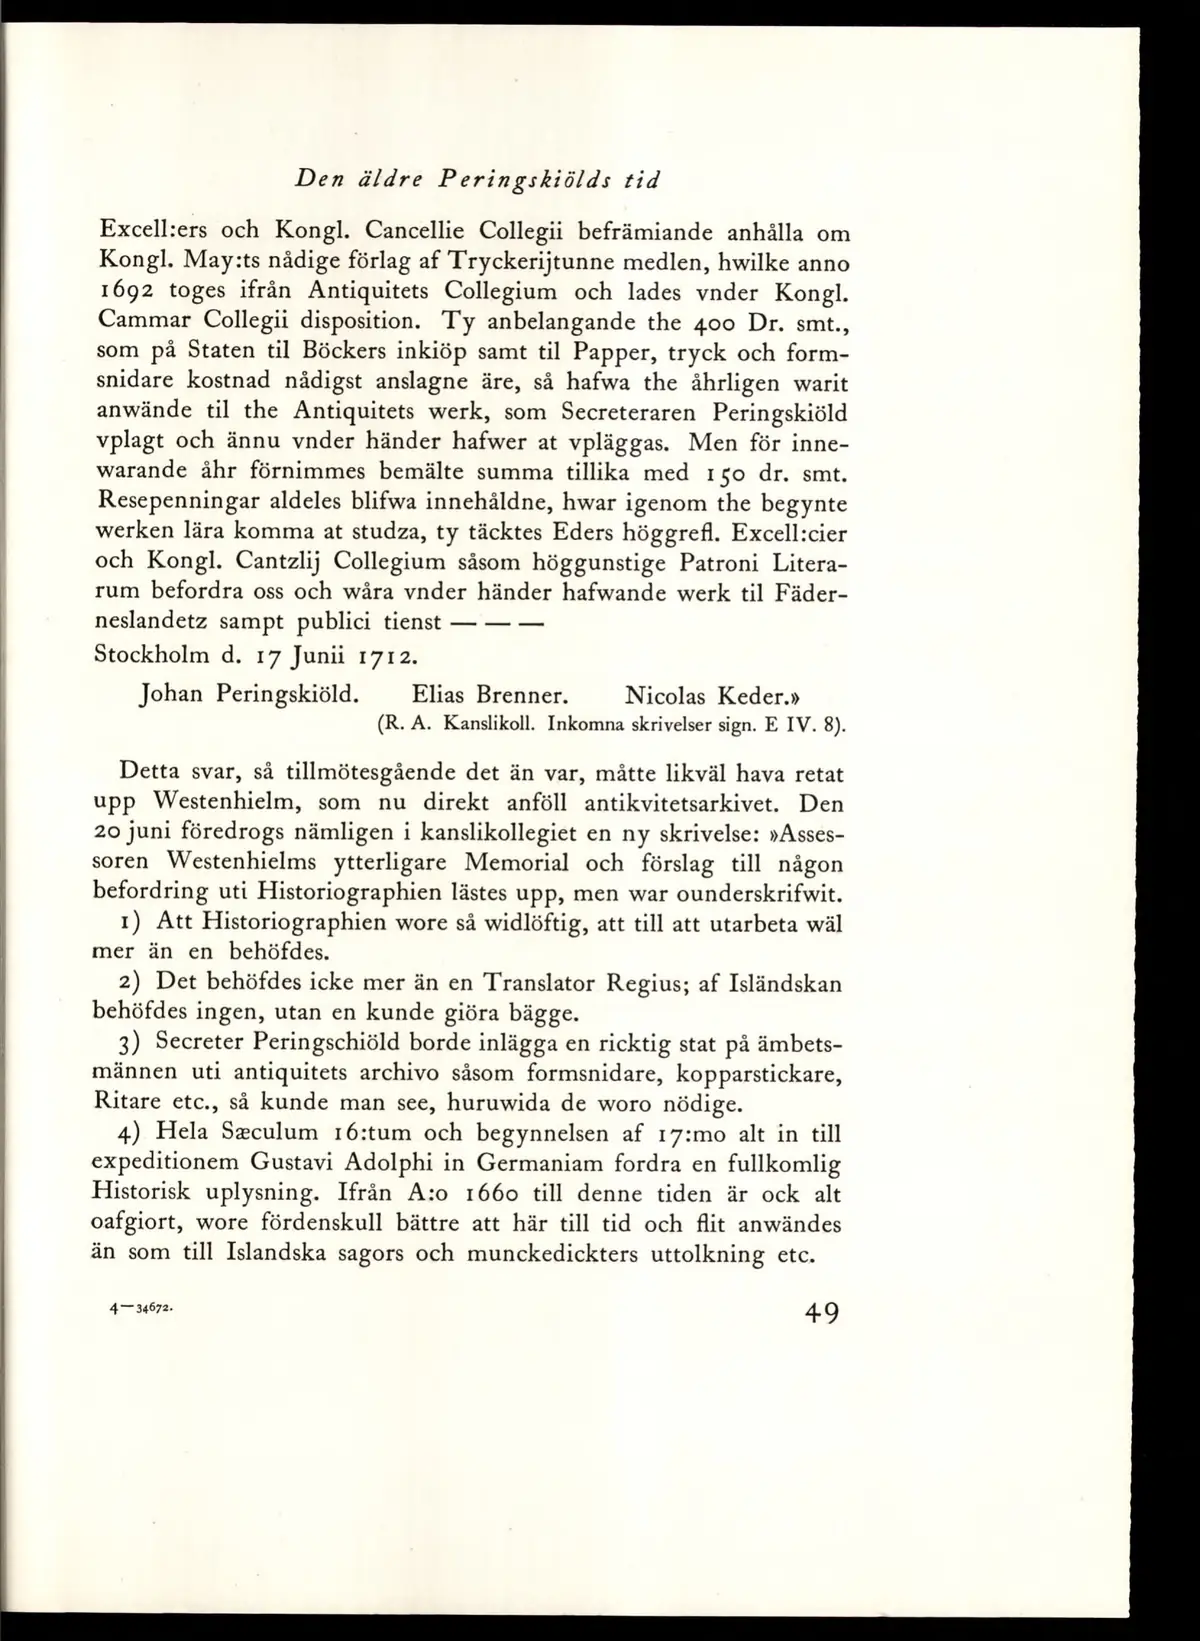 Den äldre Peringskiölds tid
Excell:ers och Kongl. Cancellie Collegii befrämiande anhålla om
Kongl. May:ts nådige förlag af Tryckerijtunne medlen, hwilke anno
1692 toges ifrån Antiquitets Collegium och lades vnder Kongl.
Cammar Collegii disposition. Ty anbelangande the 400 Dr. smt.,
som på Staten til Böckers inkiöp samt til Papper, tryck och form-
snidare kostnad nådigst anslagne äre, så hafwa the åhrligen warit
anwände til the Antiquitets werk, som Secreteraren Peringskiöld
vplagt och ännu vnder händer hafwer at vpläggas. Men för inne-
warande åhr förnimmes bemälte summa tillika med 150 dr. smt.
Resepenningar aldeles blifwa innehåldne, hwar igenom the begynte
werken lära komma at studza, ty täcktes Eders höggrefl. Excell:cier
och Kongl. Cantzlij Collegium såsom höggunstige Patroni Litera-
rum befordra oss och wåra vnder händer hafwande werk til Fäder-
neslandetz sampt publici tienst — — —
Stockholm d. 17 Junii 1712.
Johan Peringskiöld. Elias Brenner. Nicolas Keder.»
(R. A. Kanslikoll. Inkomna skrivelser sign. E IV. 8).
Detta svar, så tillmötesgående det än var, måtte likväl hava retat
upp Westenhielm, som nu direkt anföll antikvitetsarkivet. Den
20 juni föredrogs nämligen i kanslikollegiet en ny skrivelse: »Asses-
soren Westenhielms ytterligare Memorial och förslag till någon
befordring uti Historiographien lästes upp, men war ounderskrifwit.
1) Att Historiographien wore så widlöftig, att till att utarbeta wäl
mer än en behöfdes.
2) Det behöfdes icke mer än en Translator Regius; af Isländskan
behöfdes ingen, utan en kunde giöra bägge.
3) Secreter Peringschiöld borde inlägga en ricktig stat på ämbets-
männen uti antiquitets archivo såsom formsnidare, kopparstickare,
Ritare etc., så kunde man see, huruwida de woro nödige.
4) Hela Sæculum 16:tum och begynnelsen af 17:mo alt in till
expeditionem Gustavi Adolphi in Germaniam fordra en fullkomlig
Historisk uplysning. Ifrån A:o 1660 till denne tiden är ock alt
oafgiort, wore fördenskull bättre att här till tid och flit anwändes
än som till Islandska sagors och munckedickters uttolkning etc.
4—34672.
49